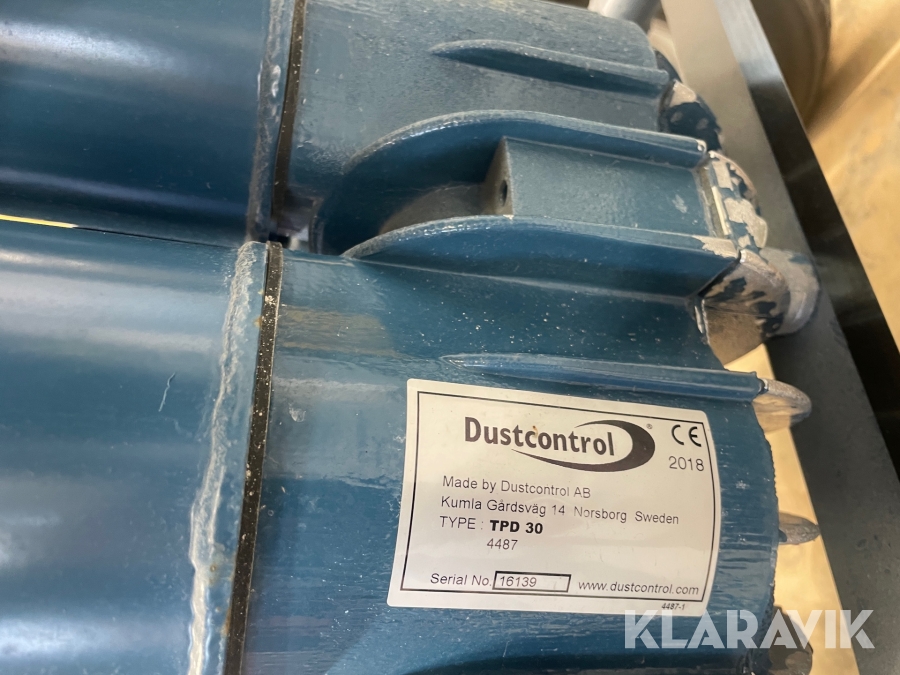 Dustcontrol ®
CE
2018
Made by Dustcontrol AB
Kumla Gårdsväg 14 Norsborg Sweden
TYPE : TPD 30
4487
Serial No. 16139 www.dustcontrol.com
4487-1
KLARAVIK